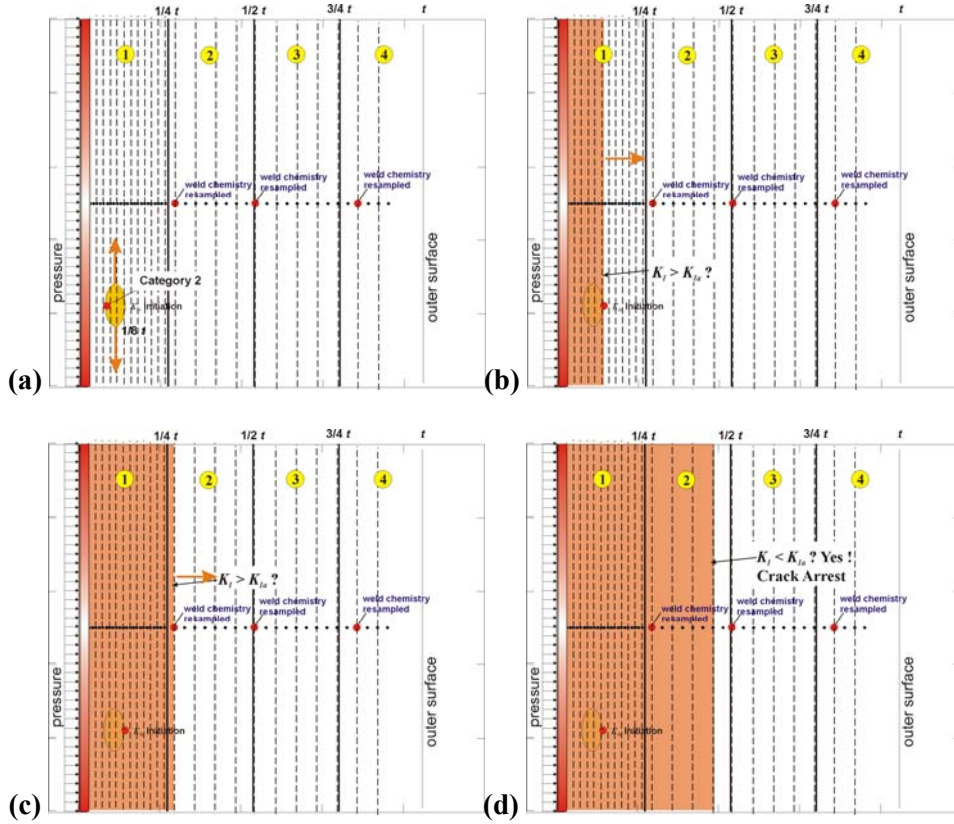 1/4 t 1/2 t 3/4 t t
1 2 3 4
weld chemistry resampled
weld chemistry resampled
weld chemistry resampled
pressure
Category 2
Initiation
1/8 t
outer surface
(a)
1/4 t 1/2 t 3/4 t t
1 2 3 4
weld chemistry resampled
weld chemistry resampled
weld chemistry resampled
pressure
K_I > K_Ia ?
Initiation
outer surface
(b)
1/4 t 1/2 t 3/4 t t
1 2 3 4
K_I > K_Ia ?
weld chemistry resampled
weld chemistry resampled
weld chemistry resampled
pressure
Initiation
outer surface
(c)
1/4 t 1/2 t 3/4 t t
1 2 3 4
K_I < K_Ia ? Yes !
Crack Arrest
weld chemistry resampled
weld chemistry resampled
weld chemistry resampled
pressure
Initiation
outer surface
(d)